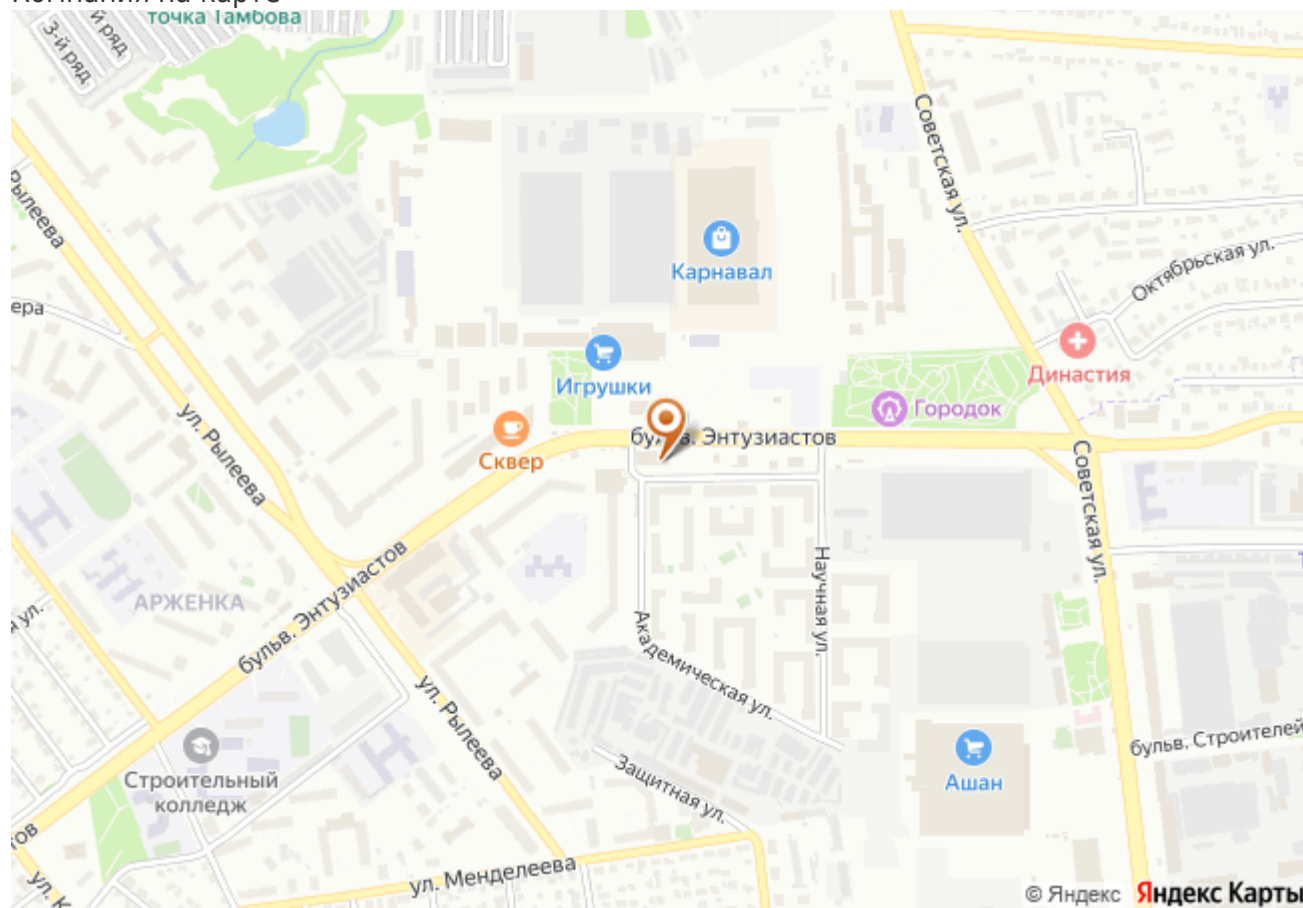 точка Тамбова
3-й ряд
й ряд
Рылеева
Советская ул.
Октябрьская ул.
Карнавал
ера
Игрушки
Династия
Городок
Сквер
бульв. Энтузиастов
ул. Рылеева
Советская ул.
АРЖЕНКА
бульв. Энтузиастов
Научная ул.
Академическая ул.
ул. Рылеева
Строительный
колледж
Защитная ул.
Ашан
бульв. Строителей
ул. Менделеева
тов
ул.
© Яндекс Яндекс Карты